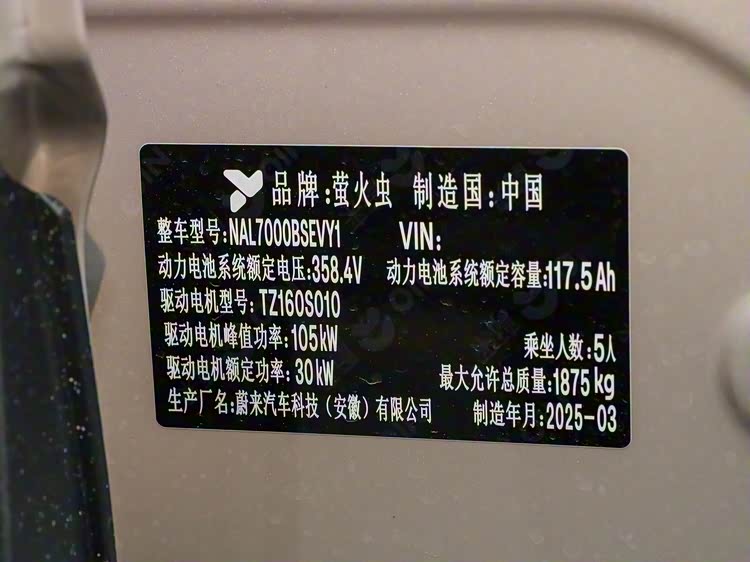 品牌:萤火虫 制造国:中国
整车型号:NAL7000BSEVY1 VIN:
动力电池系统额定电压:358.4V 动力电池系统额定容量:117.5Ah
驱动电机型号:TZ160S010
驱动电机峰值功率:105kW 乘坐人数:5人
驱动电机额定功率:30kW 最大允许总质量:1875kg
生产厂名:蔚来汽车科技(安徽)有限公司 制造年月:2025-03